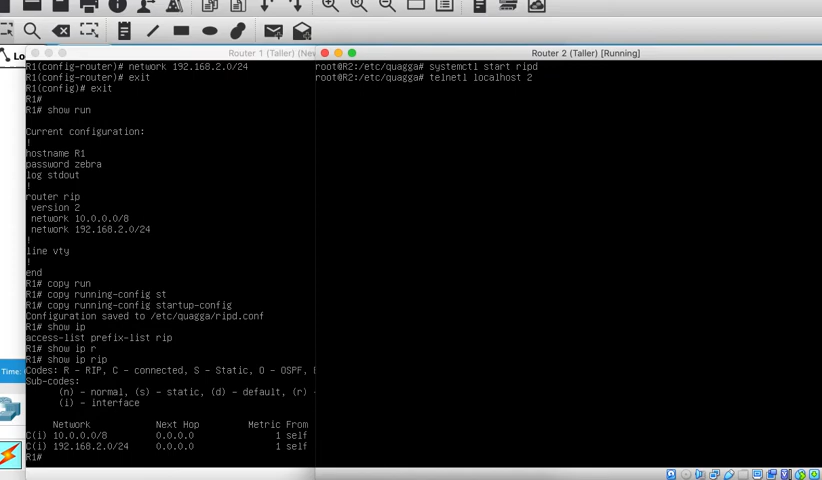 Router 1 (Taller) (Ne
R1(config-router)# network 192.168.2.0/24
R1(config-router)# exit
R1(config)# exit
R1#
R1# show run
Current configuration:
!
hostname R1
password zebra
log stdout
!
router rip
version 2
network 10.0.0.0/8
network 192.168.2.0/24
!
line vty
!
end
R1# copy run
R1# copy running-config st
R1# copy running-config startup-config
Configuration saved to /etc/quagga/ripd.conf
R1# show ip
access-list prefix-list rip
R1# show ip r
R1# show ip rip
Codes: R - RIP, C - connected, S - Static, O - OSPF,
Sub-codes:
(n) - normal, (s) - static, (d) - default, (r) -
(i) - interface
Network Next Hop Metric From
C(i) 10.0.0.0/8 0.0.0.0 1 self
C(i) 192.168.2.0/24 0.0.0.0 1 self
R1#
Router 2 (Taller) [Running]
root@R2:/etc/quagga# systemctl start ripd
root@R2:/etc/quagga# telnetl localhost 2
Lo
Time: